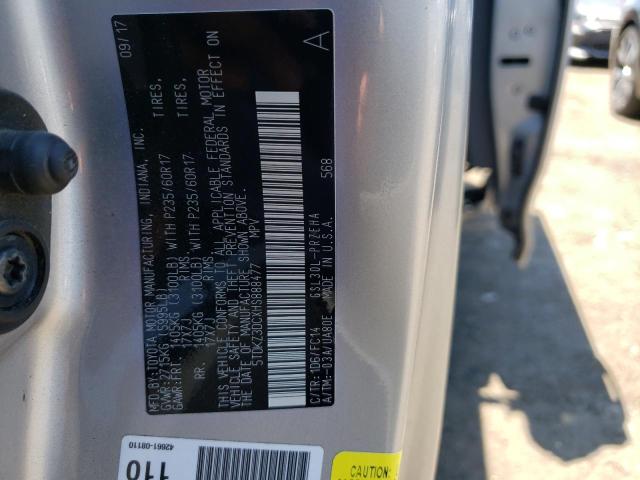 09/17
MFD.BY:TOYOTA MOTOR MANUFACTURING, INDIANA, INC.
GVWR:2715KG (5995LB)
GAWR:FRT. 1405KG (3100LB) WITH P235/60R17 TIRES,
17X7J RIMS,
RR. 1405KG (3100LB) WITH P235/60R17 TIRES,
17X7J RIMS,
THIS VEHICLE CONFORMS TO ALL APPLICABLE FEDERAL MOTOR
VEHICLE SAFETY AND THEFT PREVENTION STANDARDS IN EFFECT ON
THE DATE OF MANUFACTURE SHOWN ABOVE.
5TDKZ3DCXHS888477 MPV
A
568
C/TR: 1D6/FC14 GSL30L-PRZEHA
A/TM:-03A/UA80E MADE IN U.S.A.
42661-08110
110
CAUTION: